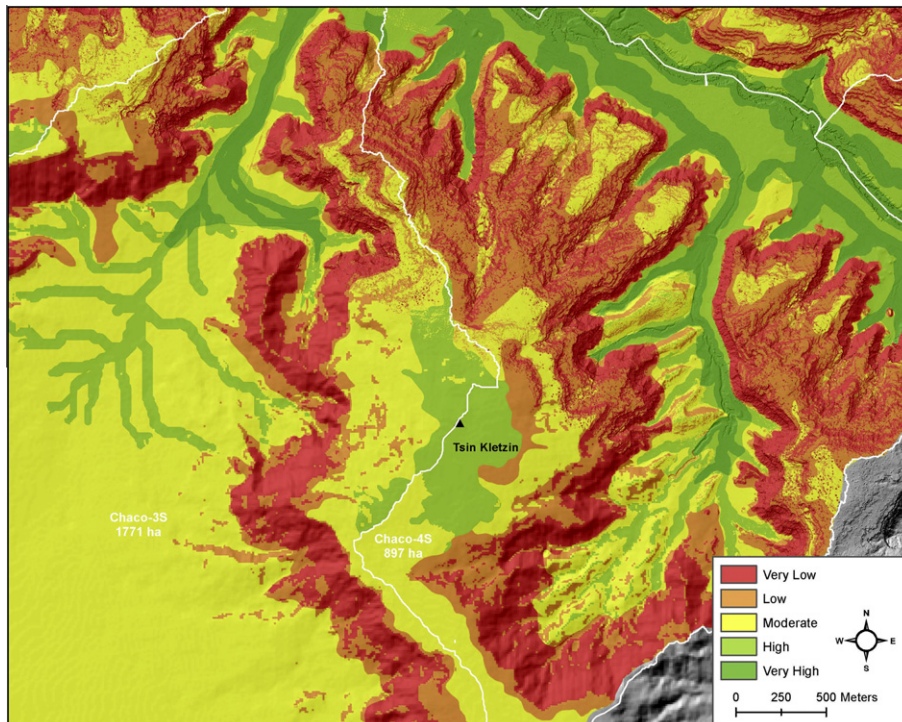 Tsin Kletzin
Chaco-3S
1771 ha
Chaco-4S
897 ha
Very Low
Low
Moderate
High
Very High
N
W E
S
0 250 500 Meters